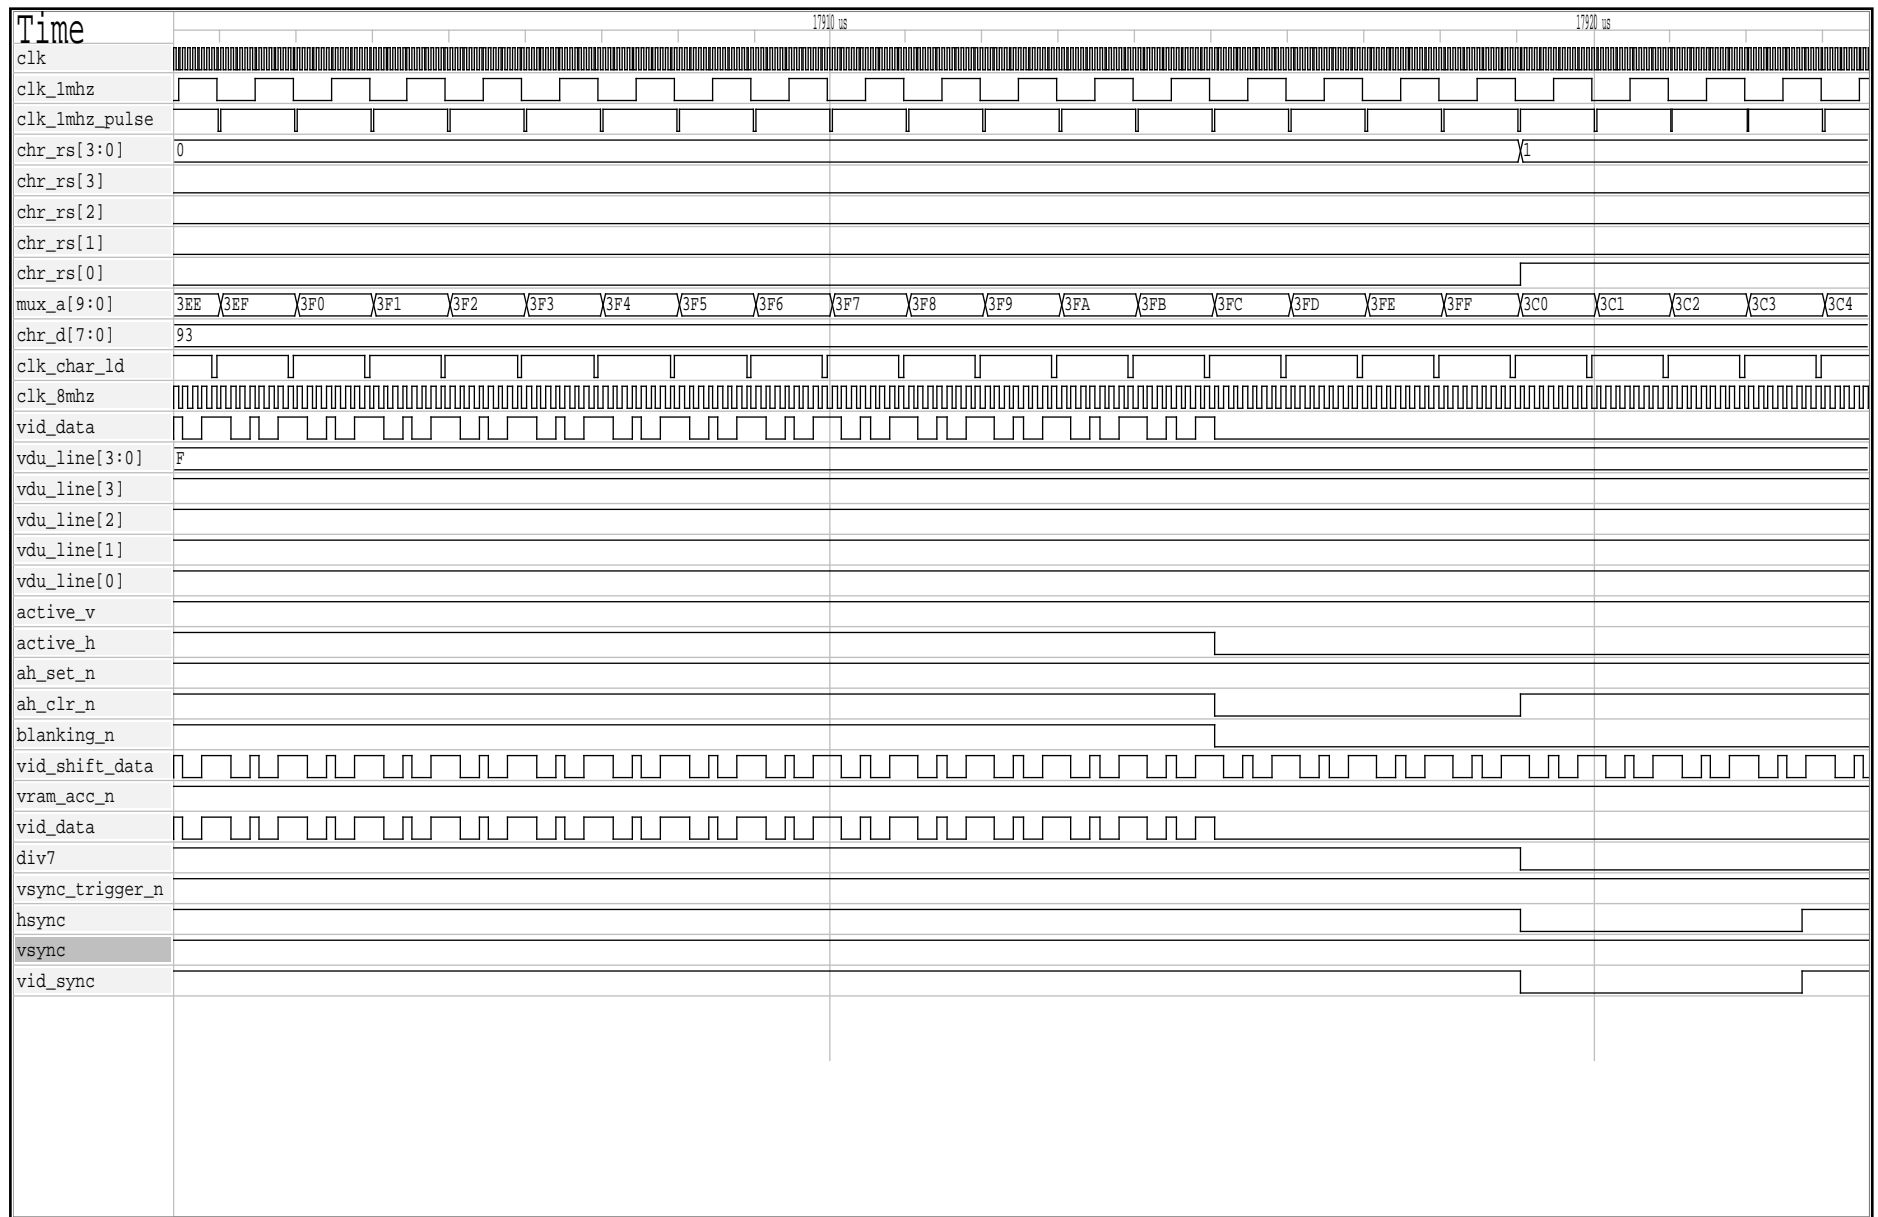 Time 17910 us 17920 us
clk
clk_1mhz
clk_1mhz_pulse
chr_rs[3:0] 0 1
chr_rs[3]
chr_rs[2]
chr_rs[1]
chr_rs[0]
mux_a[9:0] 3EE 3EF 3F0 3F1 3F2 3F3 3F4 3F5 3F6 3F7 3F8 3F9 3FA 3FB 3FC 3FD 3FE 3FF 3C0 3C1 3C2 3C3 3C4
chr_d[7:0] 93
clk_char_ld
clk_8mhz
vid_data
vdu_line[3:0] F
vdu_line[3]
vdu_line[2]
vdu_line[1]
vdu_line[0]
active_v
active_h
ah_set_n
ah_clr_n
blanking_n
vid_shift_data
vram_acc_n
vid_data
div7
vsync_trigger_n
hsync
vsync
vid_sync